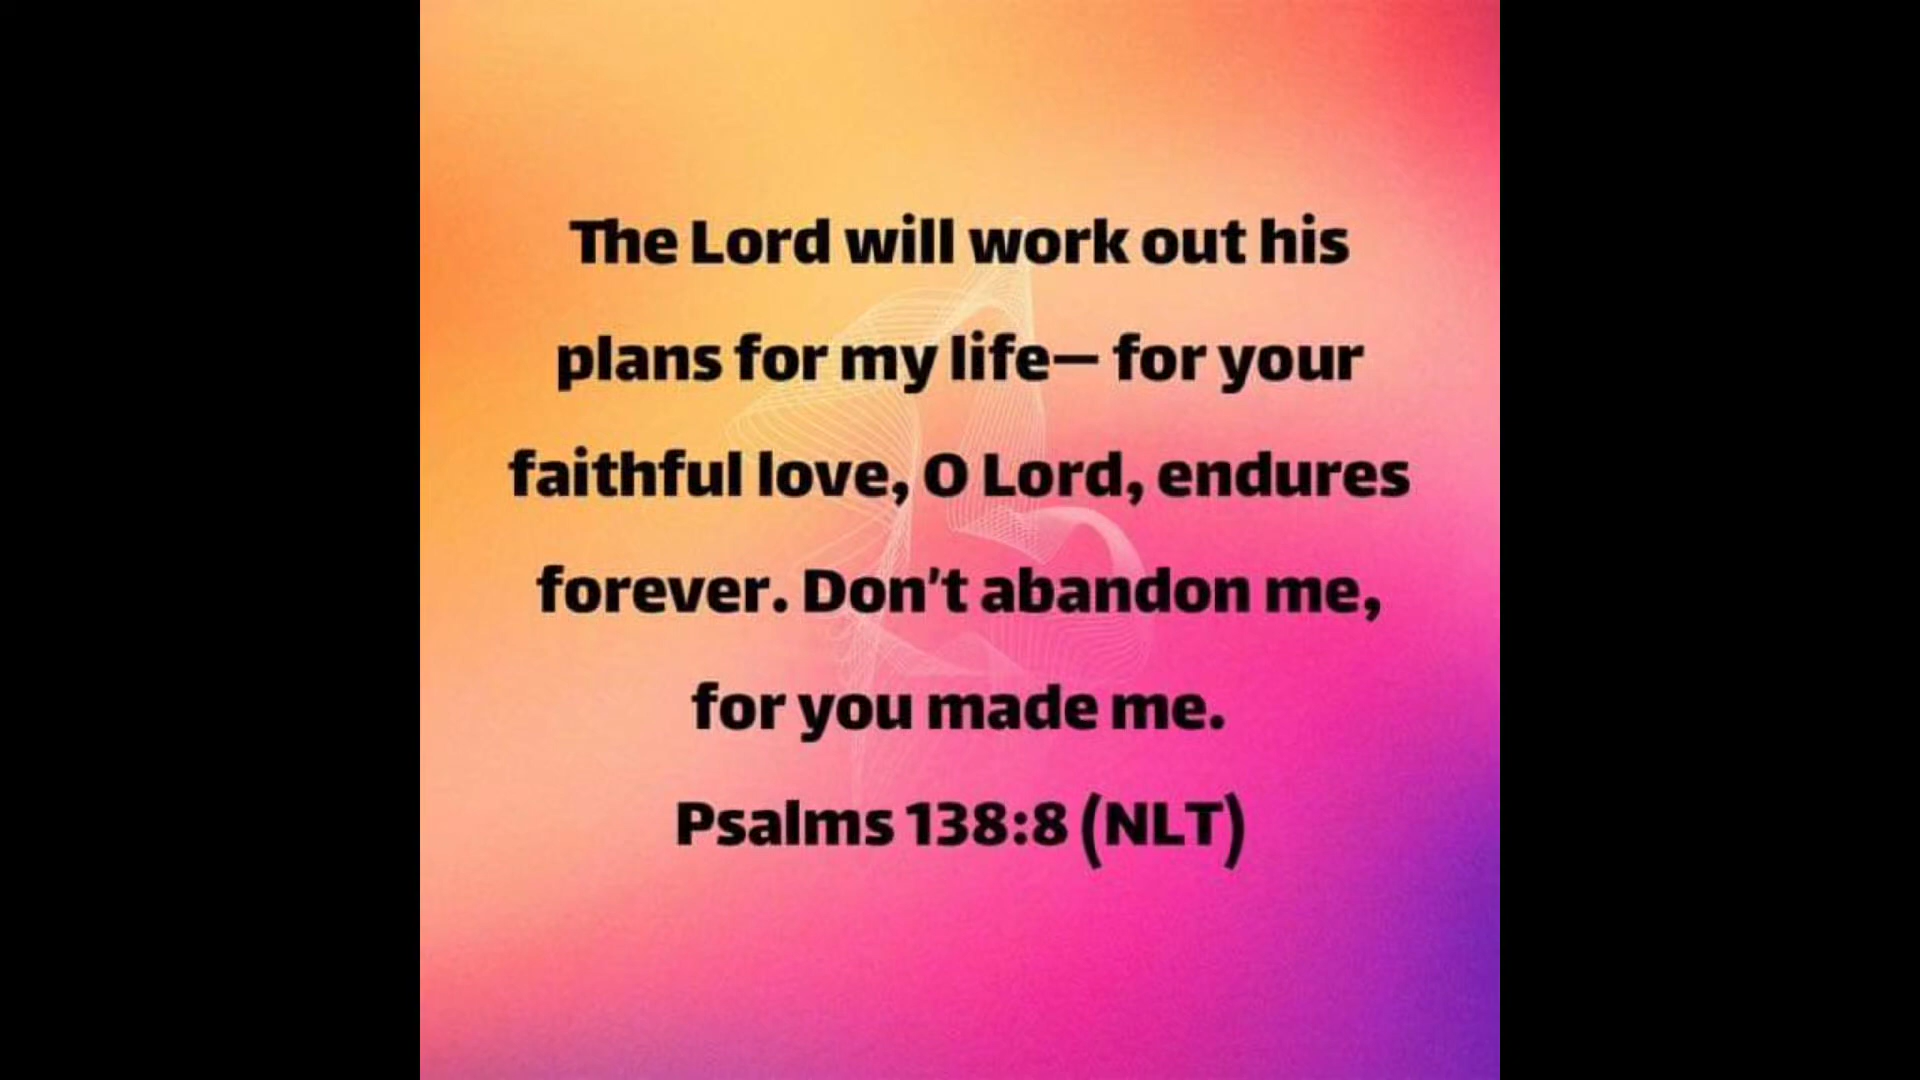 The Lord will work out his
plans for my life— for your
faithful love, O Lord, endures
forever. Don't abandon me,
for you made me.
Psalms 138:8 (NLT)